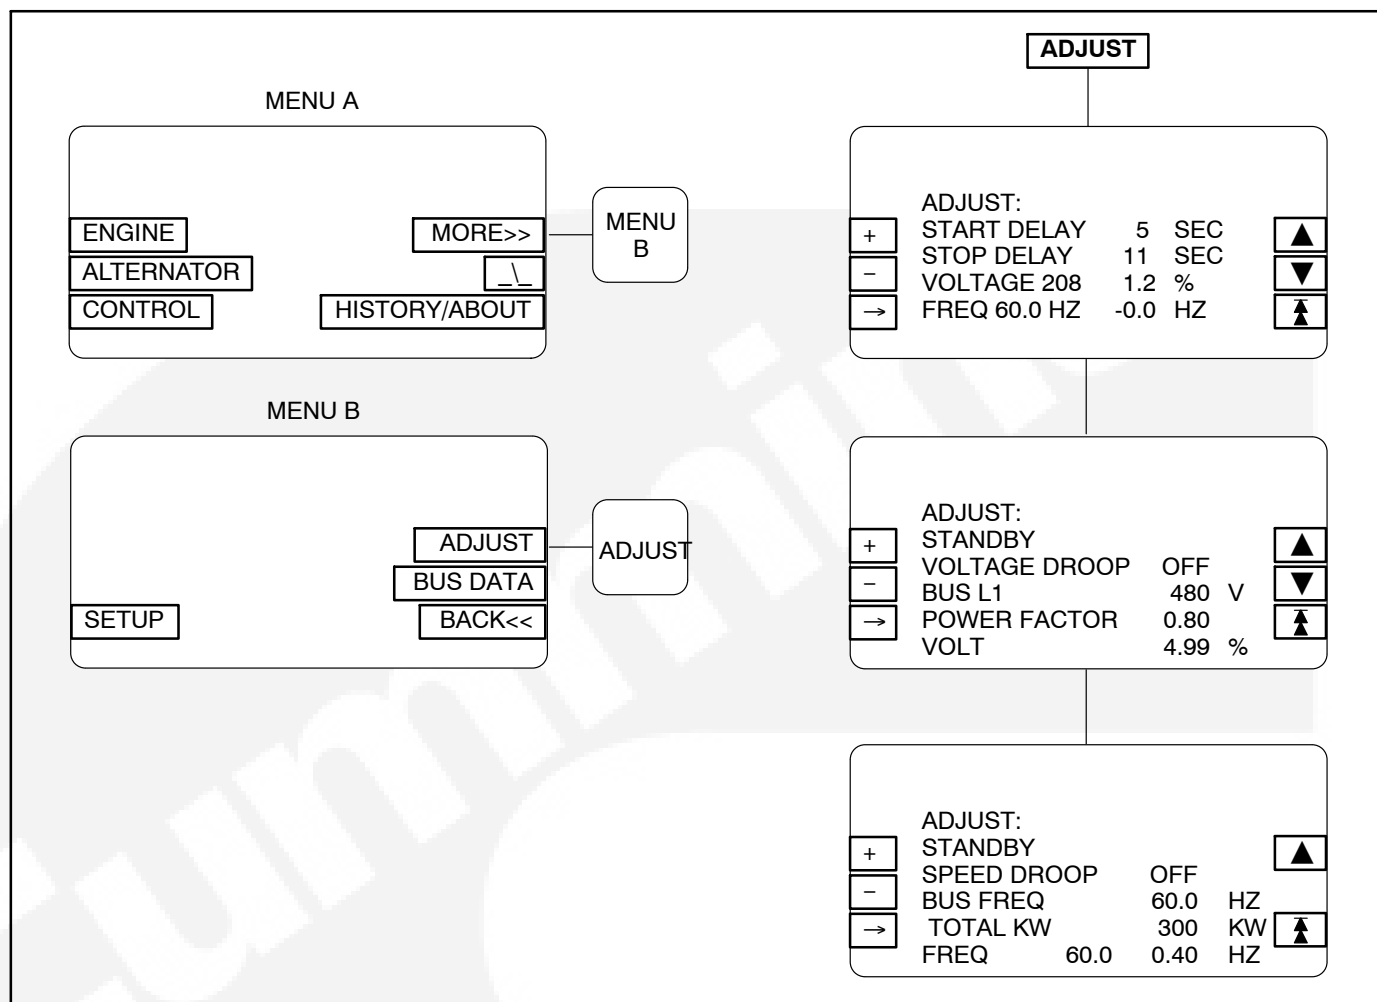 ADJUST
MENU A
ENGINE MORE>>
ALTERNATOR _\_
CONTROL HISTORY/ABOUT
MENU
B
ADJUST:
+ START DELAY 5 SEC ▲
STOP DELAY 11 SEC
− VOLTAGE 208 1.2 % ▼
→ FREQ 60.0 HZ -0.0 HZ
MENU B
ADJUST
BUS DATA
SETUP BACK<<
ADJUST
ADJUST:
+ STANDBY ▲
VOLTAGE DROOP OFF
− BUS L1 480 V ▼
→ POWER FACTOR 0.80
VOLT 4.99 %
ADJUST:
+ STANDBY ▲
SPEED DROOP OFF
− BUS FREQ 60.0 HZ
→ TOTAL KW 300 KW
FREQ 60.0 0.40 HZ